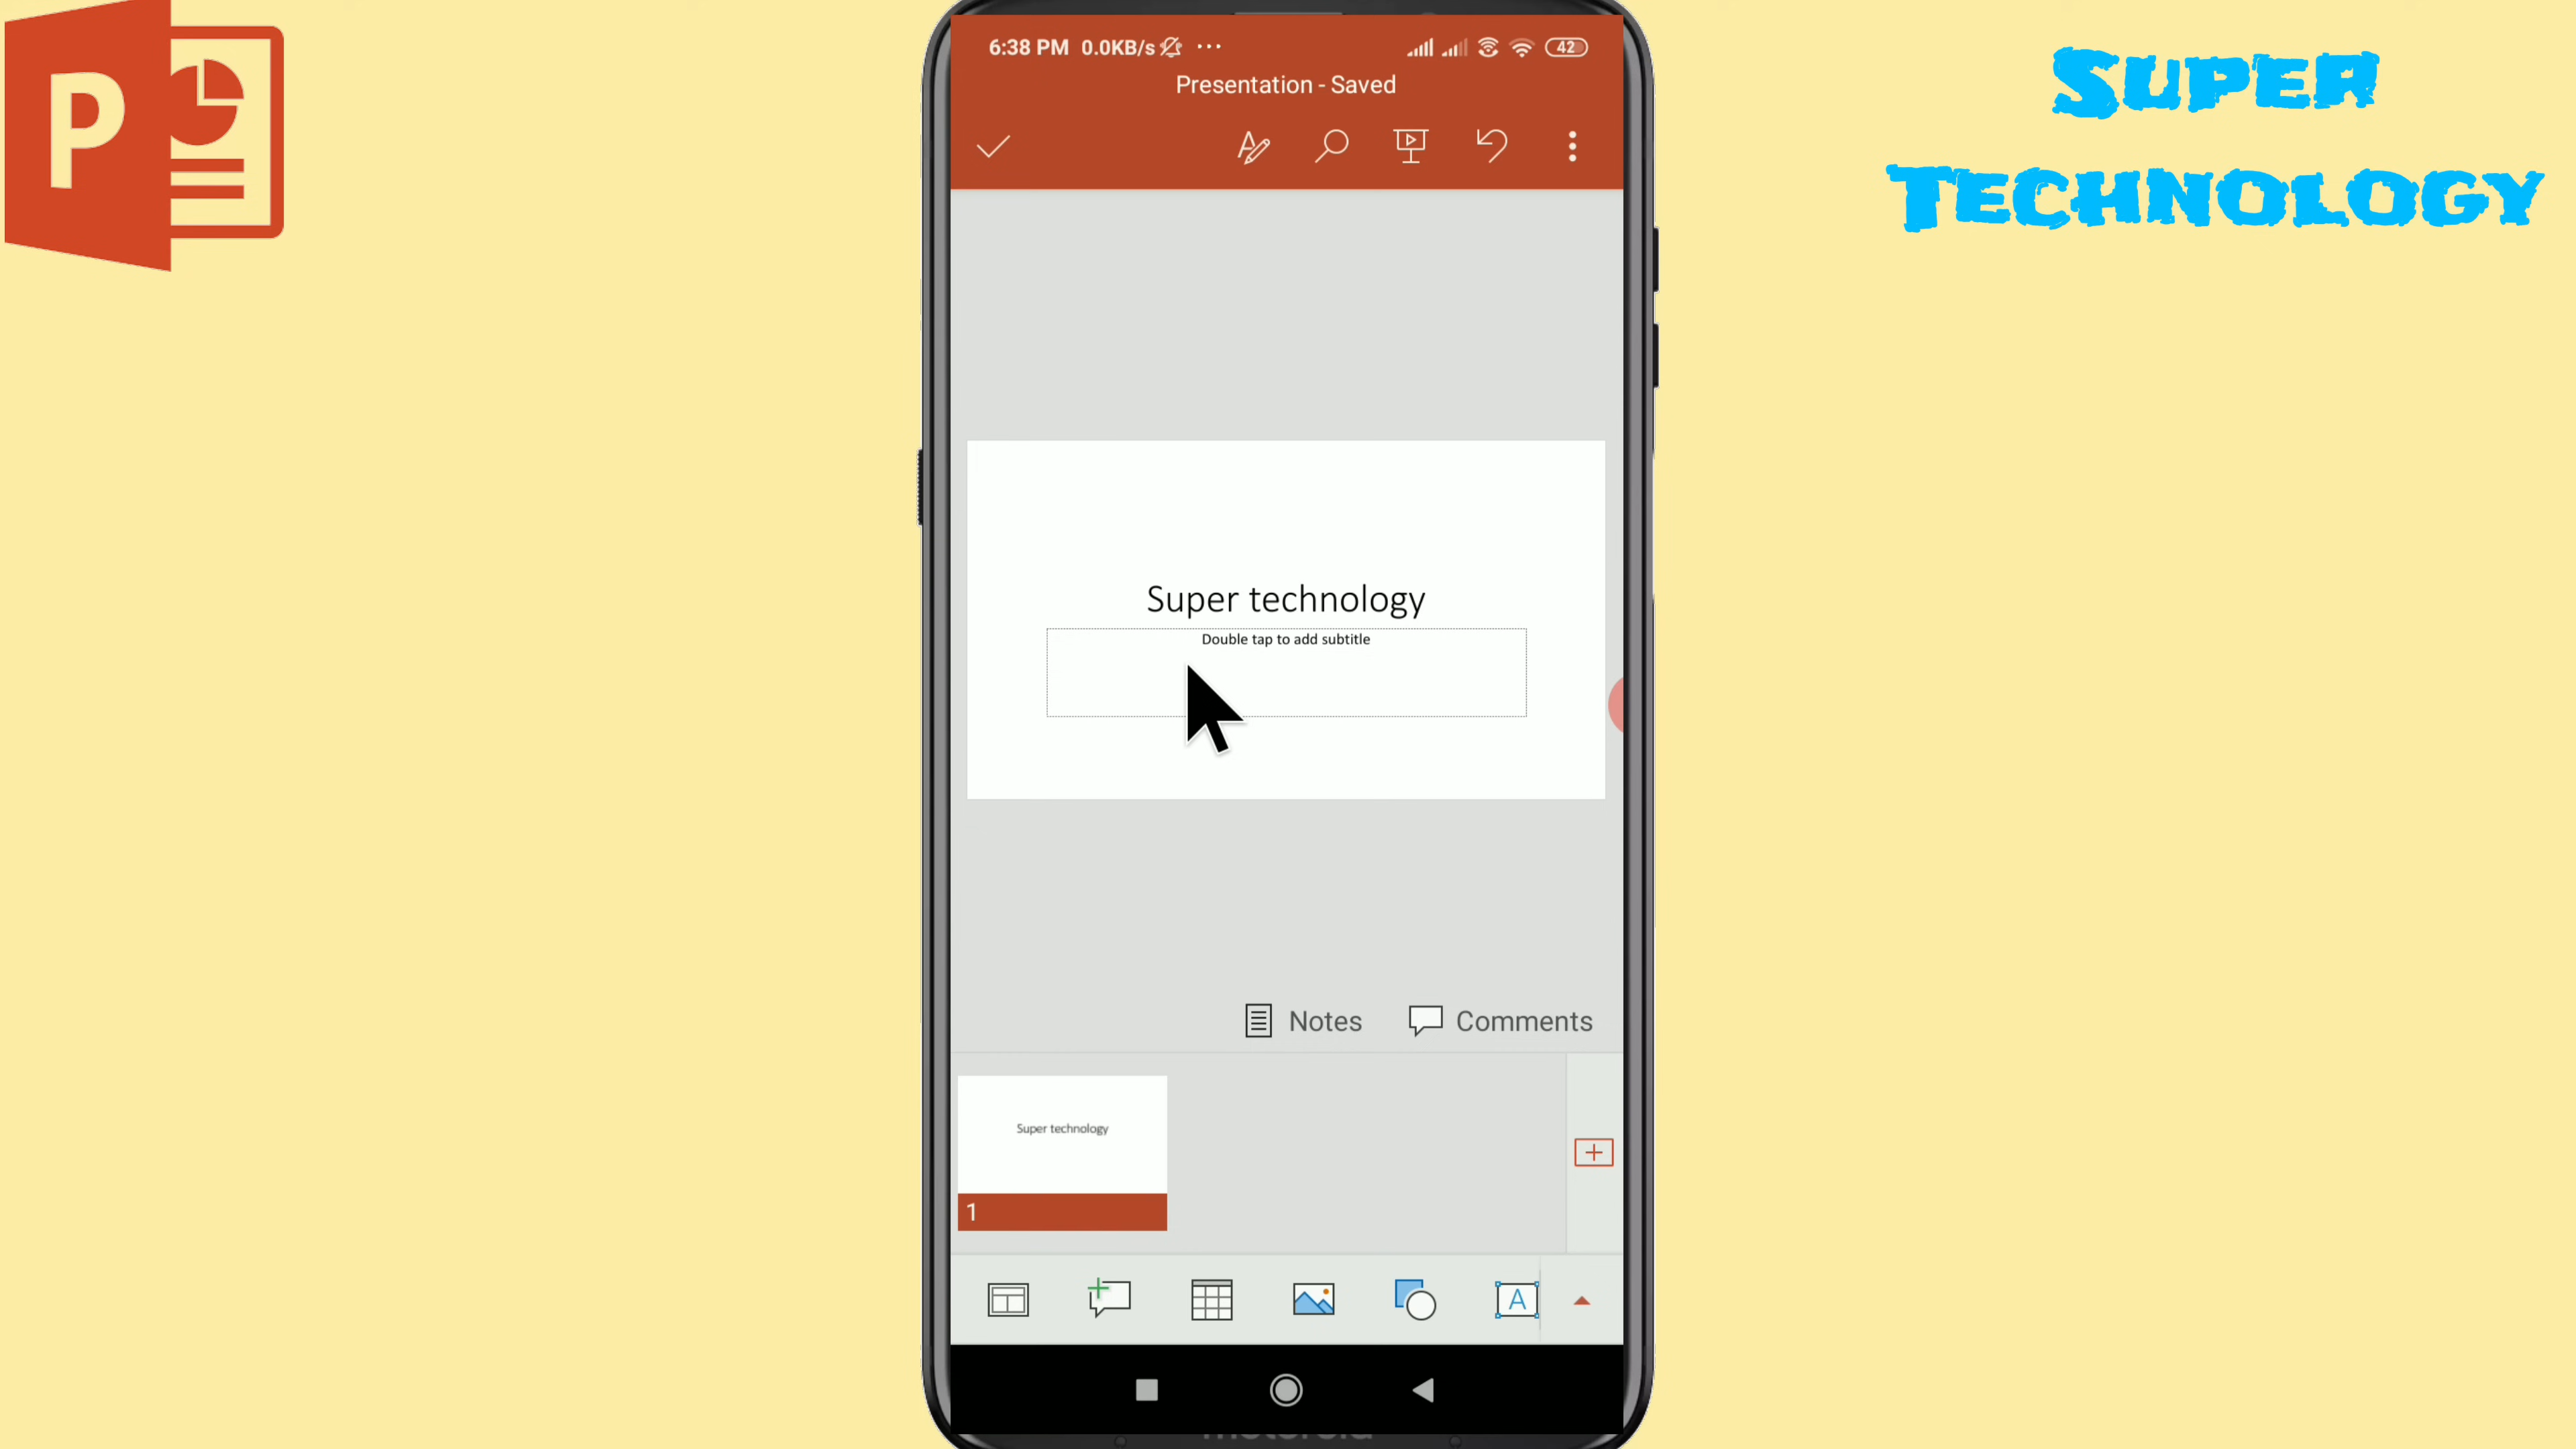 P
SUPER
TECHNOLOGY
6:38 PM 0.0KB/s ...
42
Presentation - Saved
Super technology
Double tap to add subtitle
Notes
Comments
Super technology
1
A